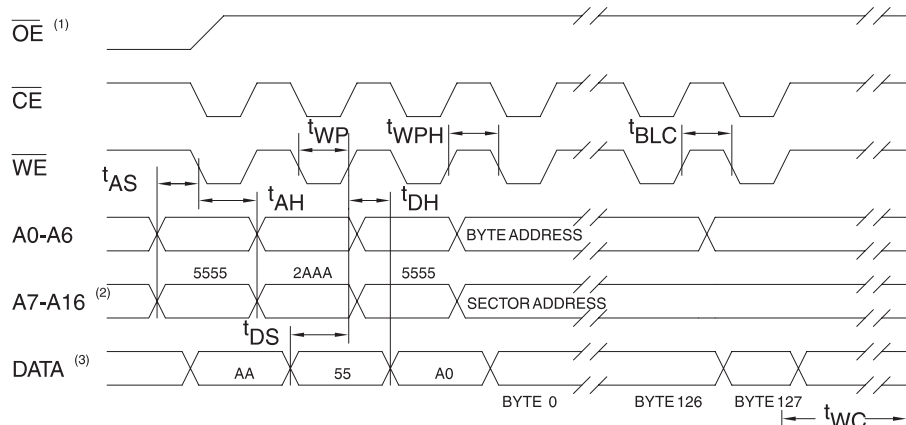 OE (1)
CE
tWP tWPH tBLC
WE
tAS tAH tDH
A0-A6 BYTE ADDRESS
5555 2AAA 5555
A7-A16 (2) SECTOR ADDRESS
tDS
DATA (3) AA 55 A0
BYTE 0 BYTE 126 BYTE 127
tWC